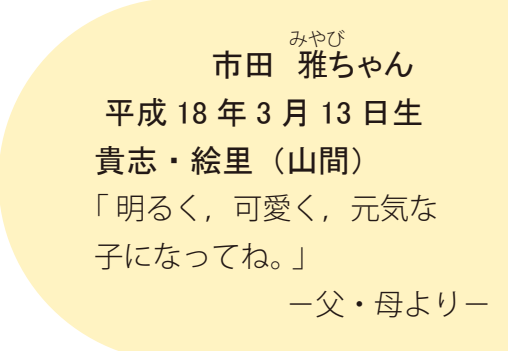 みやび
市田 雅ちゃん
平成 18 年 3 月 13 日生
貴志・絵里（山間）
「明るく，可愛く，元気な
子になってね。」
－父・母より－